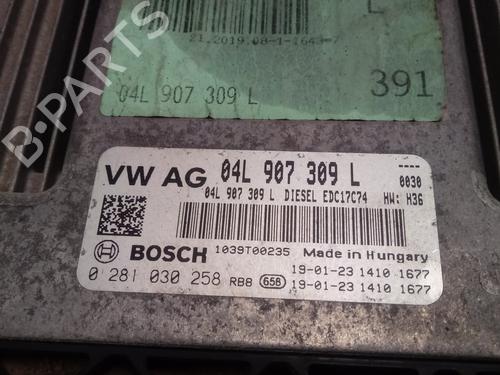 L
21.2019.08-1-1643-7
04L 907 309 L
391
VW AG 04L 907 309 L
----
0030
04L 907 309 L DIESEL EDC17C74 HW: H36
BOSCH 1039T00235 Made in Hungary
0 281 030 258 RB8 658
19-01-23 1410 1677
19-01-23 1410 1677
B-PARTS